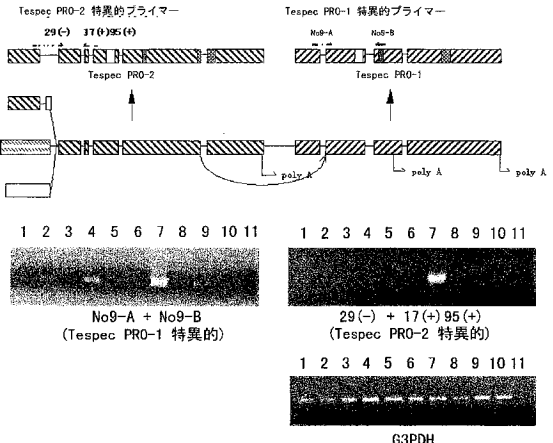 Tespec PRO-2 特異的プライマー
Tespec PRO-1 特異的プライマー
29(-) 17(+)95(+)
No9-A No9-B
Tespec PRO-2
Tespec PRO-1
poly A
poly A
poly A
1 2 3 4 5 6 7 8 9 10 11
1 2 3 4 5 6 7 8 9 10 11
No9-A + No9-B
(Tespec PRO-1 特異的)
29(-) + 17(+)95(+)
(Tespec PRO-2 特異的)
1 2 3 4 5 6 7 8 9 10 11
G3PDH